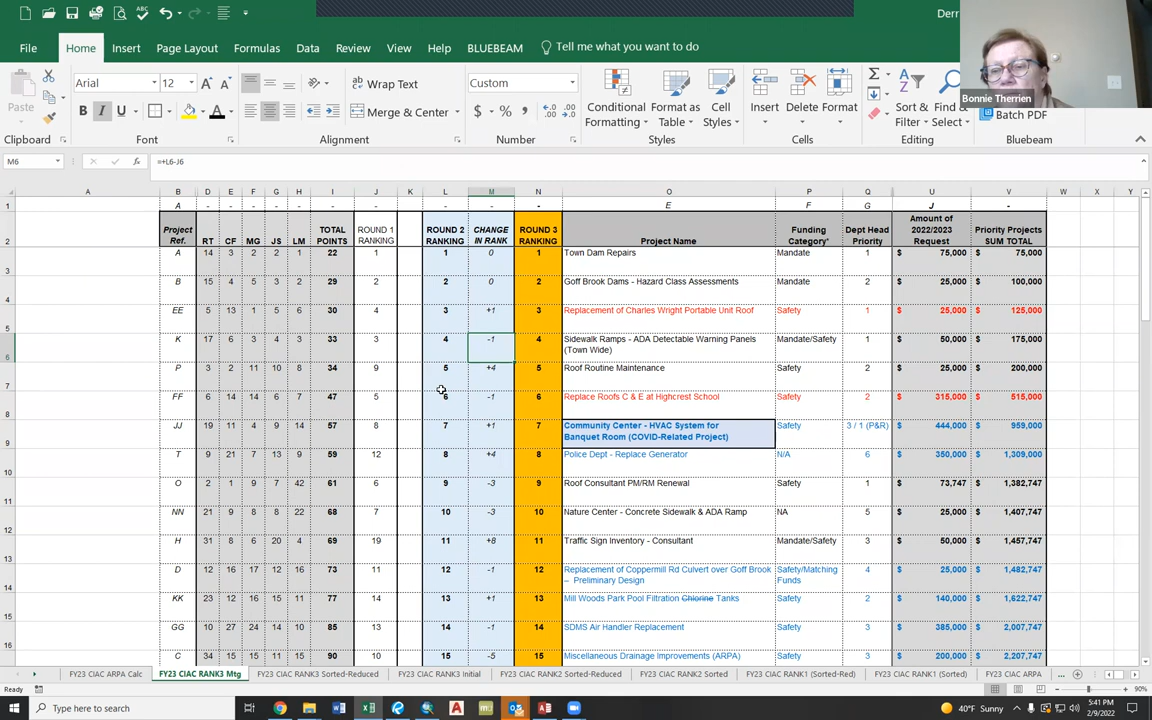 Derr
File Home Insert Page Layout Formulas Data Review View Help BLUEBEAM Tell me what you want to do
Bonnie Therrien
Paste Arial 12 Wrap Text Custom Conditional Formatting Format as Table Cell Styles Insert Delete Format Sort & Filter Find & Select
B I U Merge & Center $ % , Batch PDF
Clipboard Font Alignment Number Styles Cells Editing Bluebeam
M6 fx =+L6-J6
A B D E F G H I J K L M N O P Q U V W X Y
1 A - - - - - - - - - - E F G J -
2 Project Ref. RT CF MG JS LM TOTAL POINTS ROUND 1 RANKING ROUND 2 RANKING CHANGE IN RANK ROUND 3 RANKING Project Name Funding Category* Dept Head Priority Amount of 2022/2023 Request Priority Projects SUM TOTAL
3 A 14 3 2 2 1 22 1 1 0 1 Town Dam Repairs Mandate 1 $ 75,000 $ 75,000
4 B 15 4 5 3 2 29 2 2 0 2 Goff Brook Dams - Hazard Class Assessments Mandate 2 $ 25,000 $ 100,000
5 EE 5 13 1 5 6 30 4 3 +1 3 Replacement of Charles Wright Portable Unit Roof Safety 1 $ 25,000 $ 125,000
6 K 17 6 3 4 3 33 3 4 -1 4 Sidewalk Ramps - ADA Detectable Warning Panels (Town Wide) Mandate/Safety 1 $ 50,000 $ 175,000
7 P 3 2 11 10 8 34 9 5 +4 5 Roof Routine Maintenance Safety 2 $ 25,000 $ 200,000
8 FF 6 14 14 6 7 47 5 6 -1 6 Replace Roofs C & E at Highcrest School Safety 2 $ 315,000 $ 515,000
9 JJ 19 11 4 9 14 57 8 7 +1 7 Community Center - HVAC System for Banquet Room (COVID-Related Project) Safety 3 / 1 (P&R) $ 444,000 $ 959,000
10 T 9 21 7 13 9 59 12 8 +4 8 Police Dept - Replace Generator N/A 6 $ 350,000 $ 1,309,000
11 O 2 1 9 7 42 61 6 9 -3 9 Roof Consultant PM/RM Renewal Safety 1 $ 73,747 $ 1,382,747
12 NN 21 9 8 8 22 68 7 10 -3 10 Nature Center - Concrete Sidewalk & ADA Ramp NA 5 $ 25,000 $ 1,407,747
13 H 31 8 6 20 4 69 19 11 +8 11 Traffic Sign Inventory - Consultant Mandate/Safety 3 $ 50,000 $ 1,457,747
14 D 12 16 17 12 16 73 11 12 -1 12 Replacement of Coppermill Rd Culvert over Goff Brook – Preliminary Design Safety/Matching Funds 4 $ 25,000 $ 1,482,747
15 KK 23 12 16 15 11 77 14 13 +1 13 Mill Woods Park Pool Filtration Chlorine Tanks Safety 2 $ 140,000 $ 1,622,747
16 GG 10 27 24 14 10 85 13 14 -1 14 SDMS Air Handler Replacement Safety 3 $ 385,000 $ 2,007,747
C 34 15 15 11 15 90 10 15 -5 15 Miscellaneous Drainage Improvements (ARPA) Safety 3 $ 200,000 $ 2,207,747
FY23 CIAC ARPA Calc FY23 CIAC RANK3 Mtg FY23 CIAC RANK3 Sorted-Reduced FY23 CIAC RANK3 Initial FY23 CIAC RANK2 Sorted-Reduced FY23 CIAC RANK2 Sorted FY23 CIAC RANK1 (Sorted-Red) FY23 CIAC RANK1 (Sorted) FY23 CIAC ARPA ...
Ready 90%
Type here to search 40°F Sunny 5:41 PM
2/9/2022